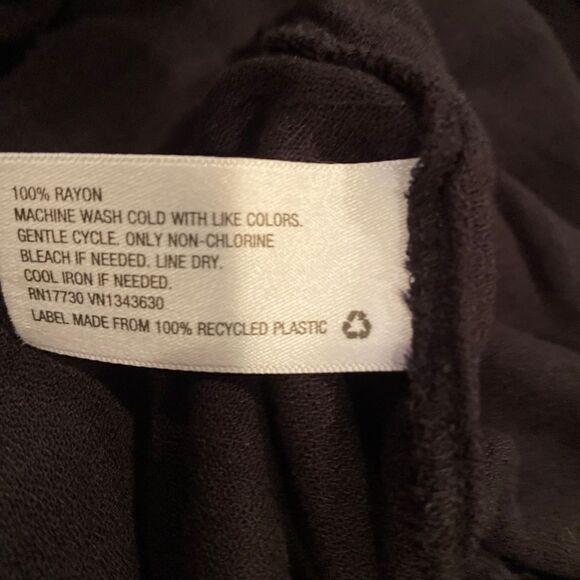 100% RAYON
MACHINE WASH COLD WITH LIKE COLORS.
GENTLE CYCLE. ONLY NON-CHLORINE
BLEACH IF NEEDED. LINE DRY.
COOL IRON IF NEEDED.
RN17730 VN1343630
LABEL MADE FROM 100% RECYCLED PLASTIC